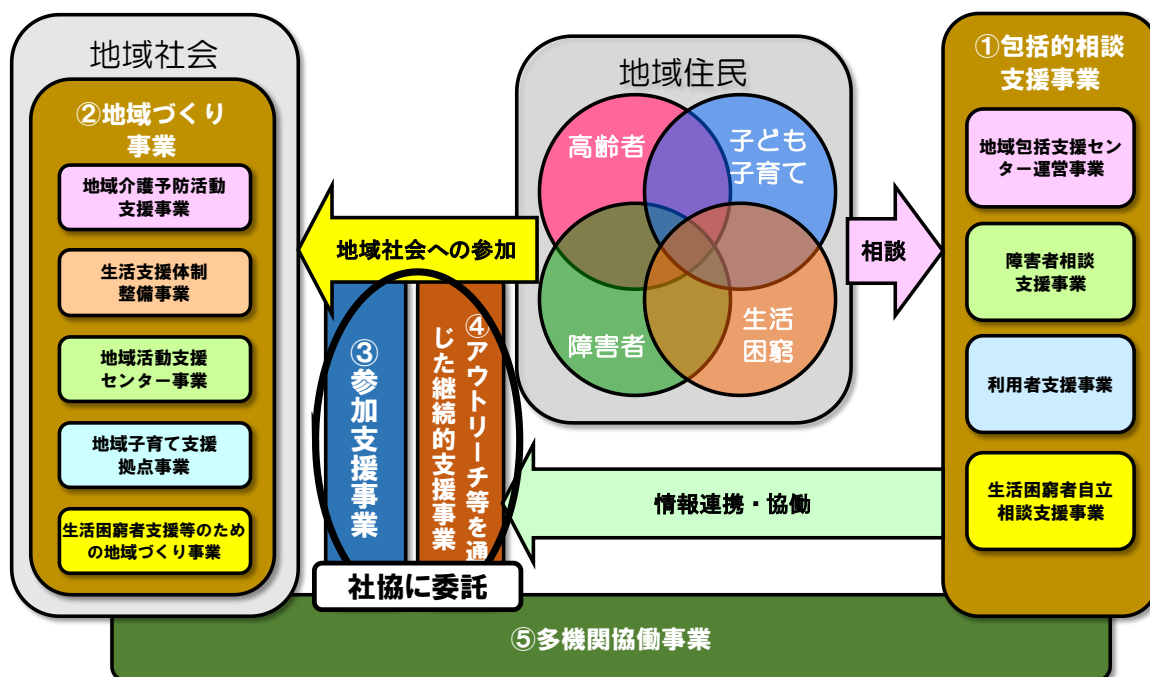 地域社会
②地域づくり
事業
地域介護予防活動
支援事業
生活支援体制
整備事業
地域活動支援
センター事業
地域子育て支援
拠点事業
生活困窮者支援等のため
の地域づくり事業
地域社会への参加
③参加支援事業
④アウトリーチ等を通
じた継続的支援事業
社協に委託
地域住民
高齢者
子ども
子育て
障害者
生活
困窮
相談
情報連携・協働
①包括的相談
支援事業
地域包括支援セン
ター運営事業
障害者相談
支援事業
利用者支援事業
生活困窮者自立
相談支援事業
⑤多機関協働事業